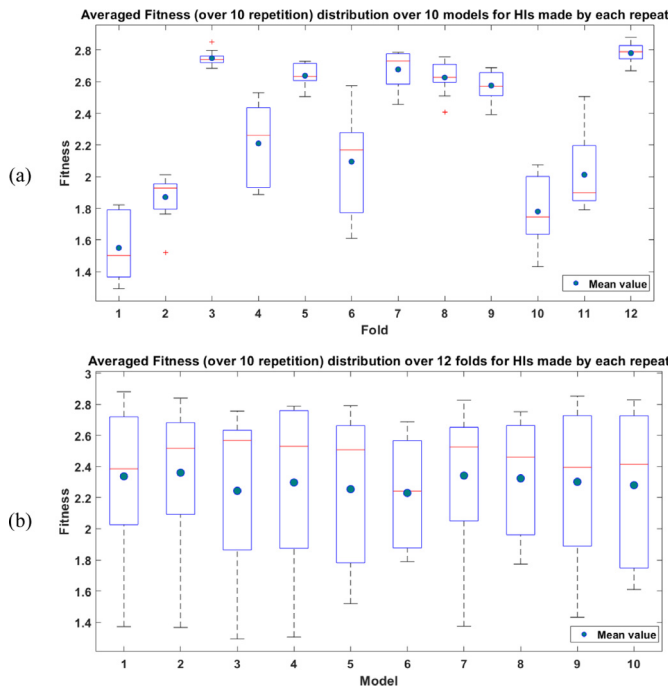 Averaged Fitness (over 10 repetition) distribution over 10 models for HIs made by each repeat
(a)
Fitness
2.8
2.6
2.4
2.2
2
1.8
1.6
1.4
Mean value
1 2 3 4 5 6 7 8 9 10 11 12
Fold
Averaged Fitness (over 10 repetition) distribution over 12 folds for HIs made by each repeat
(b)
Fitness
3
2.8
2.6
2.4
2.2
2
1.8
1.6
1.4
Mean value
1 2 3 4 5 6 7 8 9 10
Model